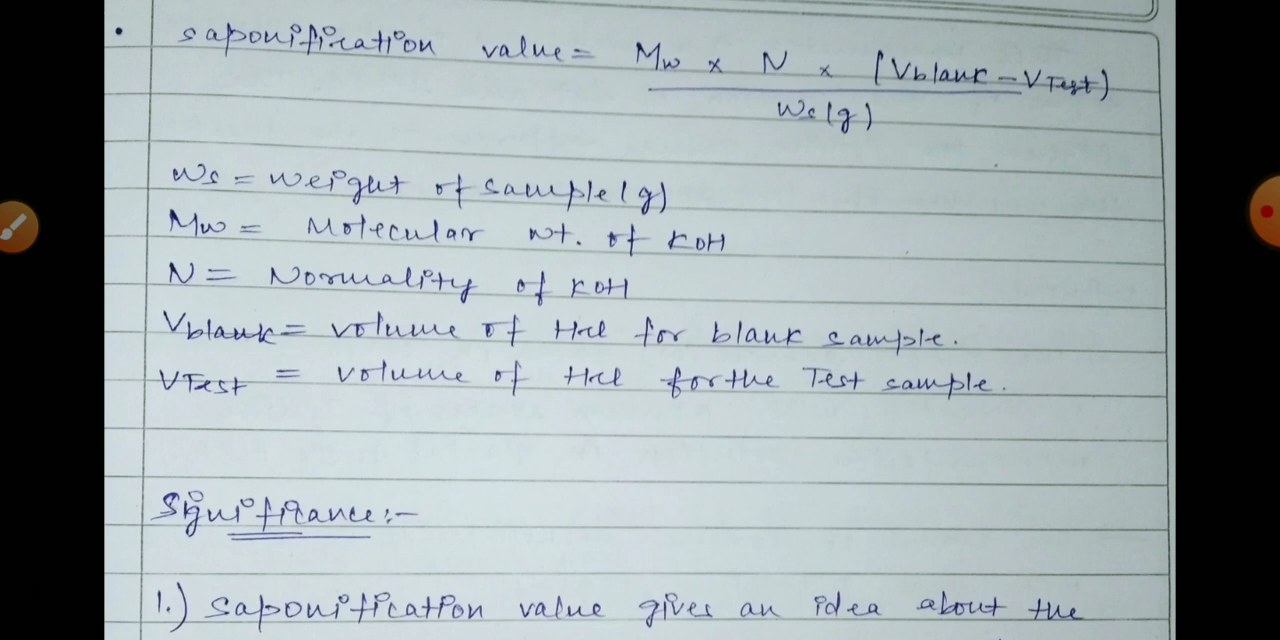 • saponification value = Mw × N × (Vblank - VTest)
Ws(g)
Ws = weight of sample (g)
Mw = Molecular wt. of KOH
N = Normality of KOH
Vblank = volume of Hcl for blank sample.
VTest = volume of Hcl for the Test sample.
Significance:-
1.) saponification value gives an idea about the